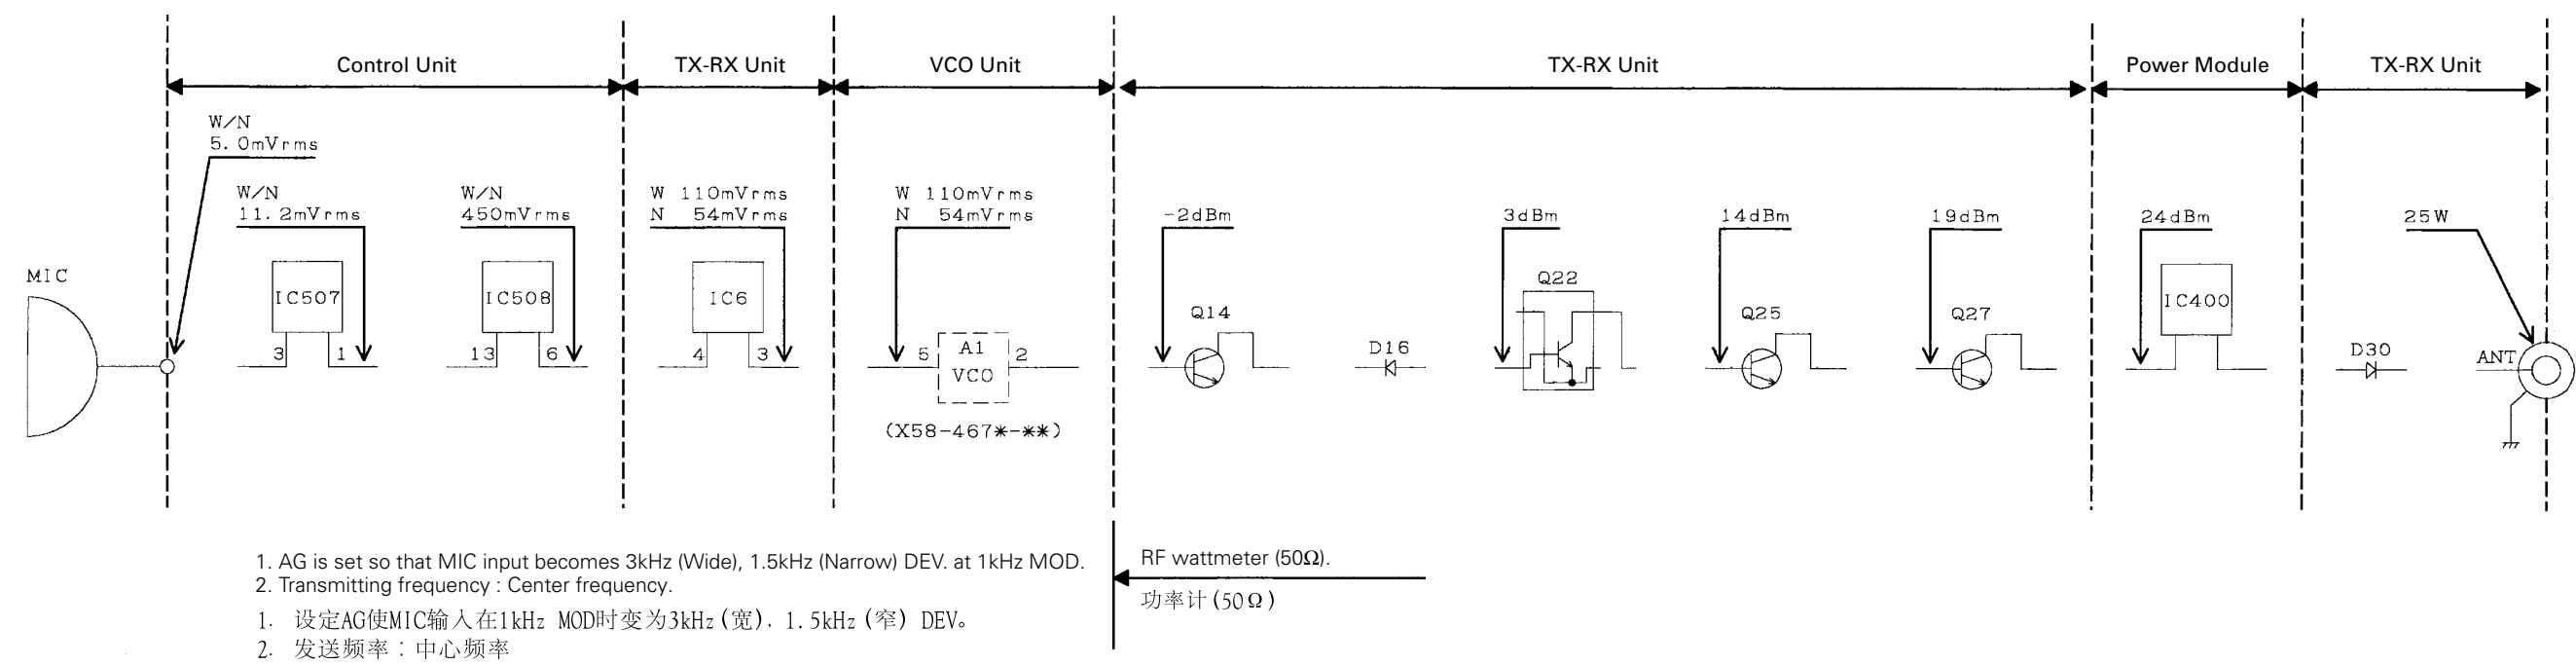 Control Unit
TX-RX Unit
VCO Unit
TX-RX Unit
Power Module
TX-RX Unit
W/N
5.0mVrms
W/N
11.2mVrms
W/N
450mVrms
W 110mVrms
N 54mVrms
W 110mVrms
N 54mVrms
-2dBm
3dBm
14dBm
19dBm
24dBm
25W
MIC
IC507
3 1
IC508
13 6
IC6
4 3
5
A1
VCO
2
(X58-467*-**)
Q14
D16
Q22
Q25
Q27
IC400
D30
ANT
1. AG is set so that MIC input becomes 3kHz (Wide), 1.5kHz (Narrow) DEV. at 1kHz MOD.
2. Transmitting frequency : Center frequency.
1. 设定AG使MIC输入在1kHz MOD时变为3kHz(宽), 1.5kHz(窄) DEV。
2. 发送频率：中心频率
RF wattmeter (50Ω).
功率计(50Ω)